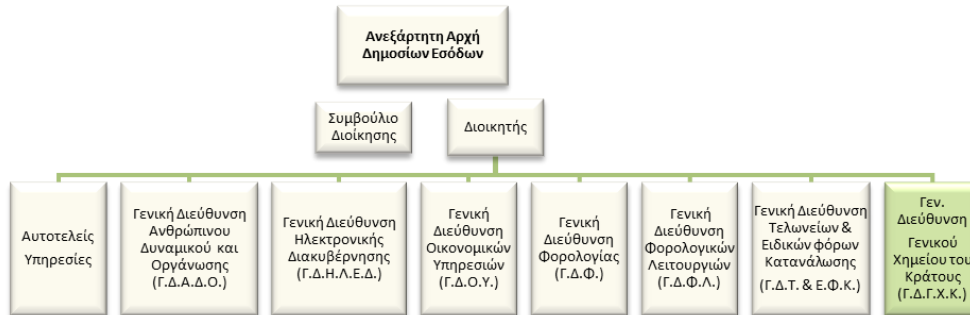 Ανεξάρτητη Αρχή
Δημοσίων Εσόδων
Συμβούλιο
Διοίκησης
Διοικητής
Αυτοτελείς
Υπηρεσίες
Γενική Διεύθυνση
Ανθρώπινου
Δυναμικού και
Οργάνωσης
(Γ.Δ.Α.Δ.Ο.)
Γενική Διεύθυνση
Ηλεκτρονικής
Διακυβέρνησης
(Γ.Δ.Η.Λ.Ε.Δ.)
Γενική
Διεύθυνση
Οικονομικών
Υπηρεσιών
(Γ.Δ.Ο.Υ.)
Γενική
Διεύθυνση
Φορολογίας
(Γ.Δ.Φ.)
Γενική
Διεύθυνση
Φορολογικών
Λειτουργιών
(Γ.Δ.Φ.Λ.)
Γενική Διεύθυνση
Τελωνείων &
Ειδικών φόρων
Κατανάλωσης
(Γ.Δ.Τ. & Ε.Φ.Κ.)
Γεν.
Διεύθυνση
Γενικού
Χημείου του
Κράτους
(Γ.Δ.Γ.Χ.Κ.)